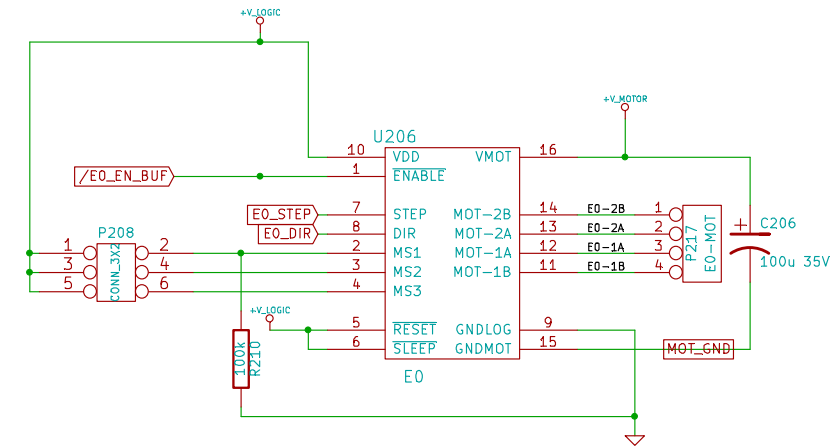 +V_LOGIC
+V_MOTOR
U206
10 VDD VMOT 16
/E0_EN_BUF 1 ENABLE
E0_STEP 7 STEP MOT-2B 14 E0-2B 1
E0_DIR 8 DIR MOT-2A 13 E0-2A 2
P208
1 2 2 MS1 MOT-1A 12 E0-1A 3
3 4 3 MS2 MOT-1B 11 E0-1B 4
5 6 4 MS3
CONN_3X2
P217
E0-MOT
+
C206
100u 35V
+V_LOGIC
5 RESET GNDLOG 9
6 SLEEP GNDMOT 15 MOT_GND
100k
R210
E0